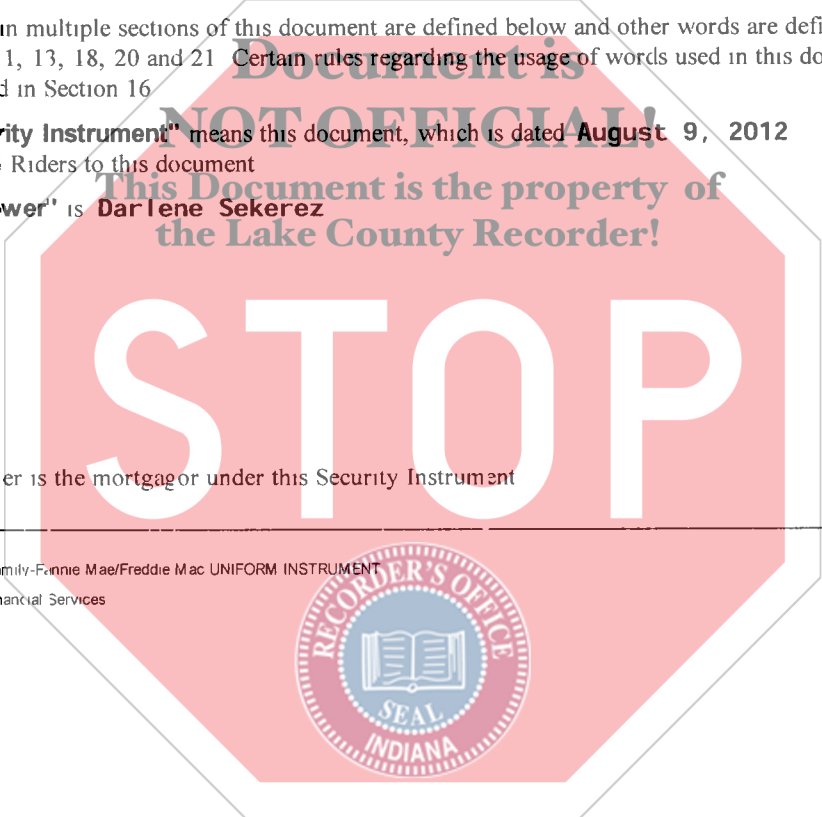 in multiple sections of this document are defined below and other words are defi
1, 13, 18, 20 and 21 Certain rules regarding the usage of words used in this do
d in Section 16
Document is
NOT OFFICIAL!
rity Instrument" means this document, which is dated August 9, 2012
Riders to this document
This Document is the property of
wer" is Darlene Sekerez
the Lake County Recorder!
STOP
er is the mortgagor under this Security Instrument
mily-Fannie Mae/Freddie Mac UNIFORM INSTRUMENT
nancial Services
RECORDER'S OFFICE
SEAL
INDIANA